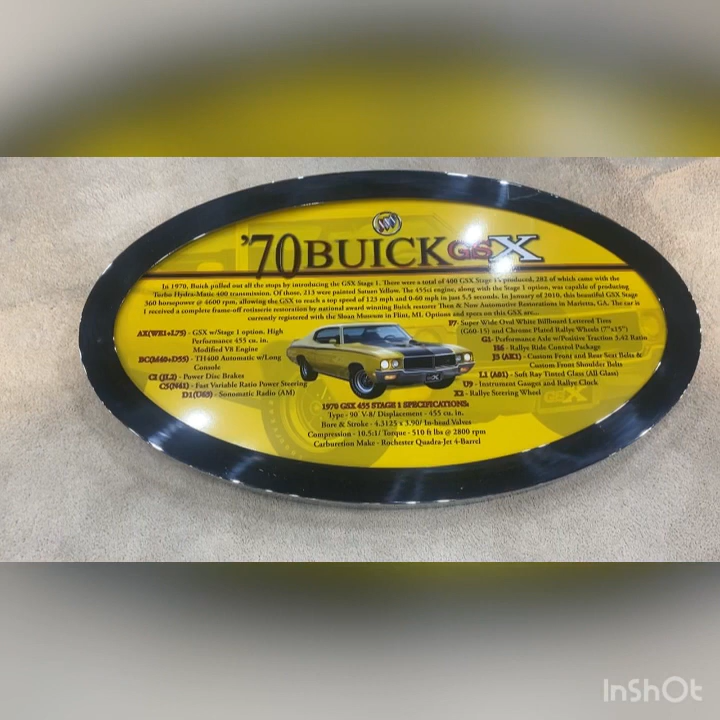 '70 BUICK GSX
In 1970, Buick pulled out all the stops by introducing the GSX Stage 1. There were a total of 400 GSX Stage 1's produced, 282 of which came with the
Turbo Hydra-Matic 400 transmission. Of those, 213 were painted Saturn Yellow. The 455ci engine, along with the Stage 1 option, was capable of producing
360 horsepower @ 4600 rpm, allowing the GSX to reach a top speed of 123 mph and 0-60 mph in just 5.5 seconds. In January of 2010, this beautiful GSX Stage
1 received a complete frame-off rotisserie restoration by national award winning Buick restorer Then & Now Automotive Restorations in Marietta, GA. The car is
currently registered with the Sloan Museum in Flint, MI. Options and specs on this GSX are...
AX(WE1+L75) - GSX w/Stage 1 option. High
Performance 455 cu. in.
Modified V8 Engine
BC(M40+D55) - TH400 Automatic w/Long
Console
CI (JL2) - Power Disc Brakes
C5(N41) - Fast Variable Ratio Power Steering
D1(U63) - Sonomatic Radio (AM)
P7- Super Wide Oval White Billboard Lettered Tires
(G60-15) and Chrome Plated Rallye Wheels (7"x15")
G1- Performance Axle w/Positive Traction 3.42 Ratio
H6 - Rallye Ride Control Package
J5 (AK1) - Custom Front and Rear Seat Belts &
Custom Front Shoulder Belts
L1 (A01) - Soft Ray Tinted Glass (All Glass)
U9 - Instrument Gauges and Rallye Clock
X2 - Rallye Steering Wheel
1970 GSX 455 STAGE 1 SPECIFICATIONS:
Type - 90° V-8/ Displacement - 455 cu. in.
Bore & Stroke - 4.3125 x 3.90/ In-head Valves
Compression - 10.5:1/ Torque - 510 ft lbs @ 2800 rpm
Carburetion Make - Rochester Quadra-Jet 4-Barrel
InShOt